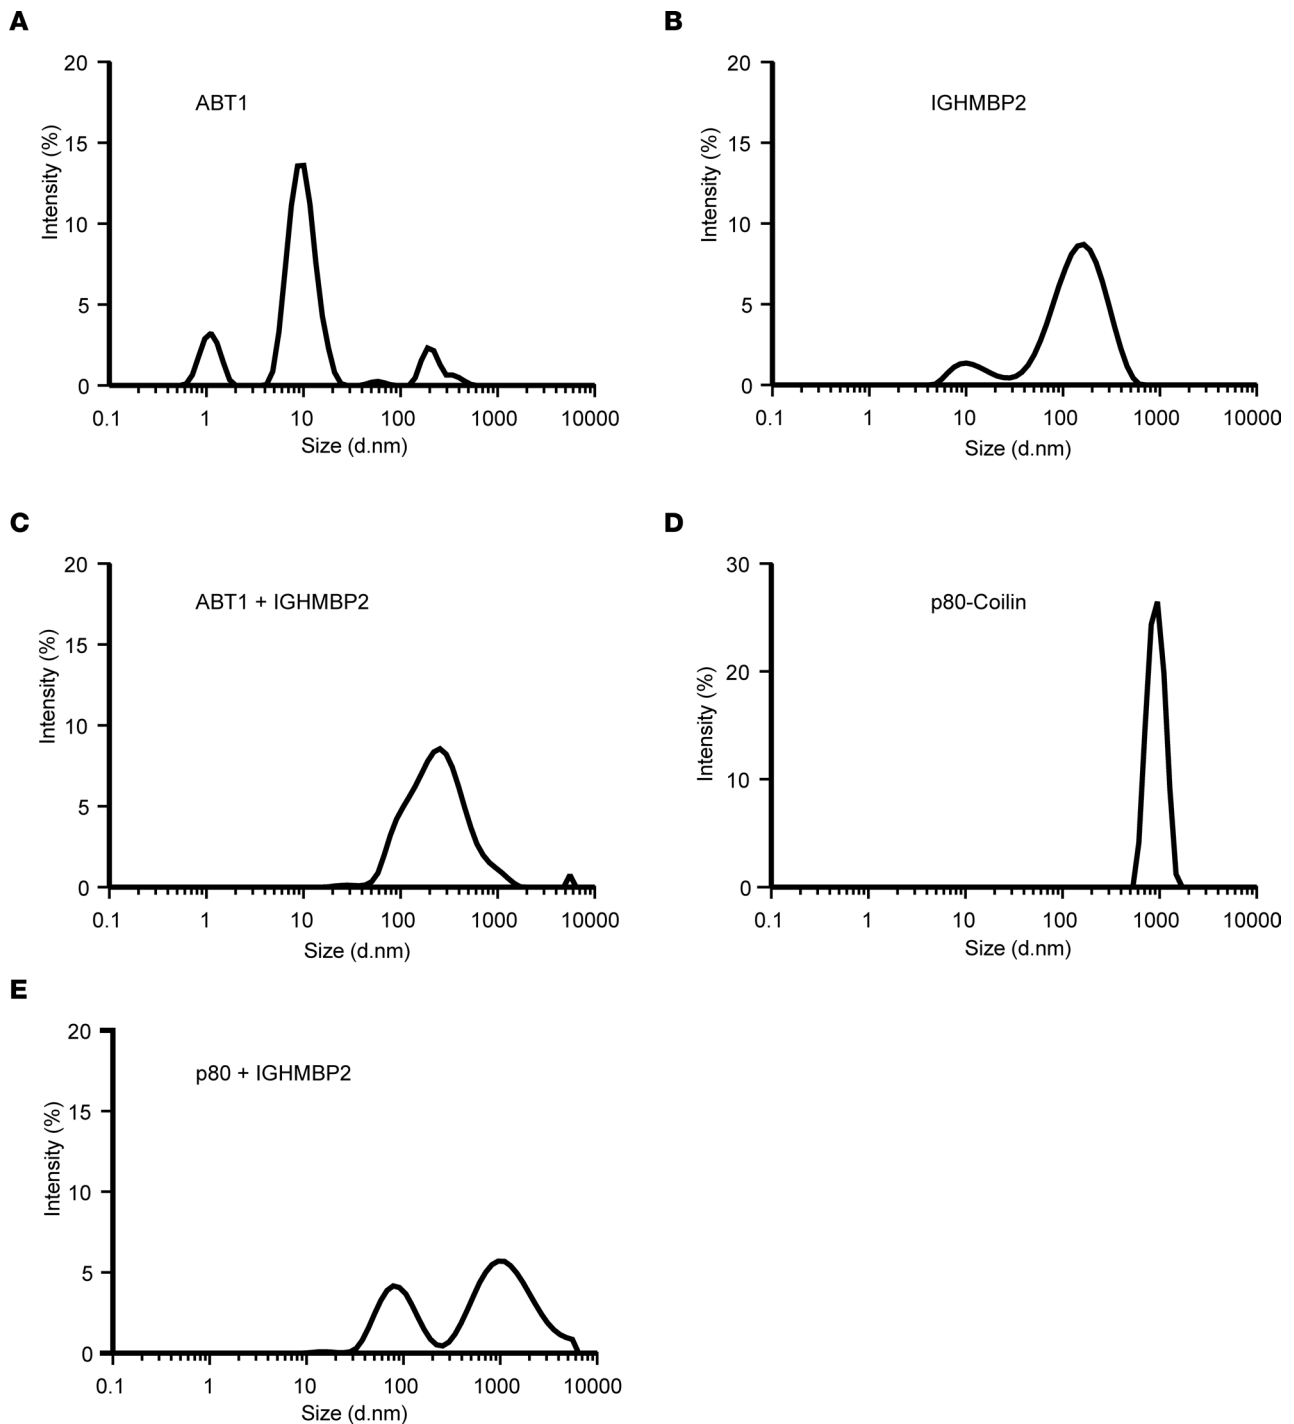 A
20
15
10
5
0
Intensity (%)
ABT1
0.1 1 10 100 1000 10000
Size (d.nm)
B
20
15
10
5
0
Intensity (%)
IGHMBP2
0.1 1 10 100 1000 10000
Size (d.nm)
C
20
15
10
5
0
Intensity (%)
ABT1 + IGHMBP2
0.1 1 10 100 1000 10000
Size (d.nm)
D
30
20
10
0
Intensity (%)
p80-Coilin
0.1 1 10 100 1000 10000
Size (d.nm)
E
20
15
10
5
0
Intensity (%)
p80 + IGHMBP2
0.1 1 10 100 1000 10000
Size (d.nm)